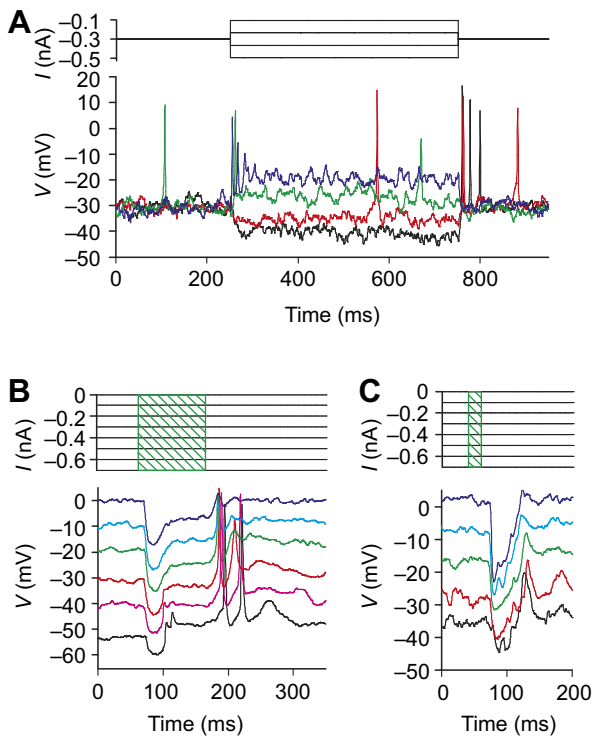 A
I (nA)
–0.1
–0.3
–0.5
V (mV)
20
10
0
–10
–20
–30
–40
–50
0 200 400 600 800
Time (ms)
B
I (nA)
0
–0.2
–0.4
–0.6
V (mV)
0
–10
–20
–30
–40
–50
–60
0 100 200 300
Time (ms)
C
I (nA)
0
–0.2
–0.4
–0.6
V (mV)
0
–10
–20
–30
–40
–50
0 100 200
Time (ms)